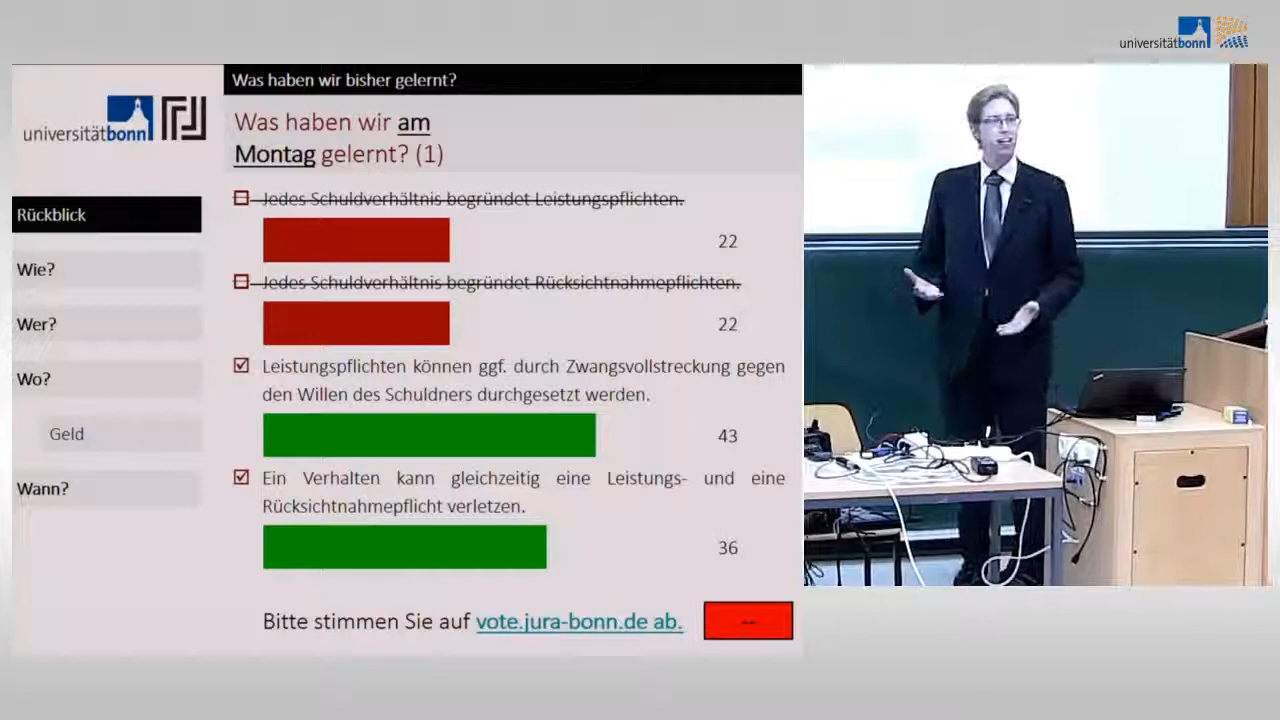 universitätbonn
Was haben wir bisher gelernt?
universitätbonn
Was haben wir am
Montag gelernt? (1)
Rückblick
Wie?
Wer?
Wo?
Geld
Wann?
Jedes Schuldverhältnis begründet Leistungspflichten.
22
Jedes Schuldverhältnis begründet Rücksichtnahmepflichten.
22
Leistungspflichten können ggf. durch Zwangsvollstreckung gegen
den Willen des Schuldners durchgesetzt werden.
43
Ein Verhalten kann gleichzeitig eine Leistungs- und eine
Rücksichtnahmepflicht verletzen.
36
Bitte stimmen Sie auf vote.jura-bonn.de ab.
--